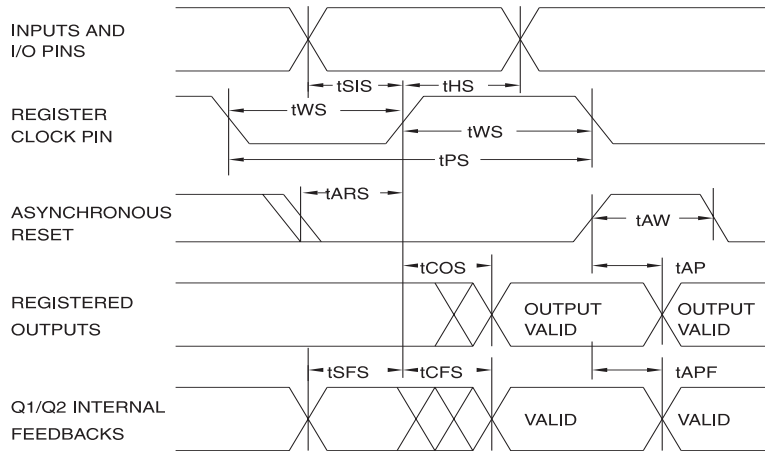 INPUTS AND
I/O PINS
tSIS
tHS
REGISTER
CLOCK PIN
tWS
tWS
tPS
ASYNCHRONOUS
RESET
tARS
tAW
tCOS
tAP
REGISTERED
OUTPUTS
OUTPUT
VALID
OUTPUT
VALID
tSFS
tCFS
tAPF
Q1/Q2 INTERNAL
FEEDBACKS
VALID
VALID